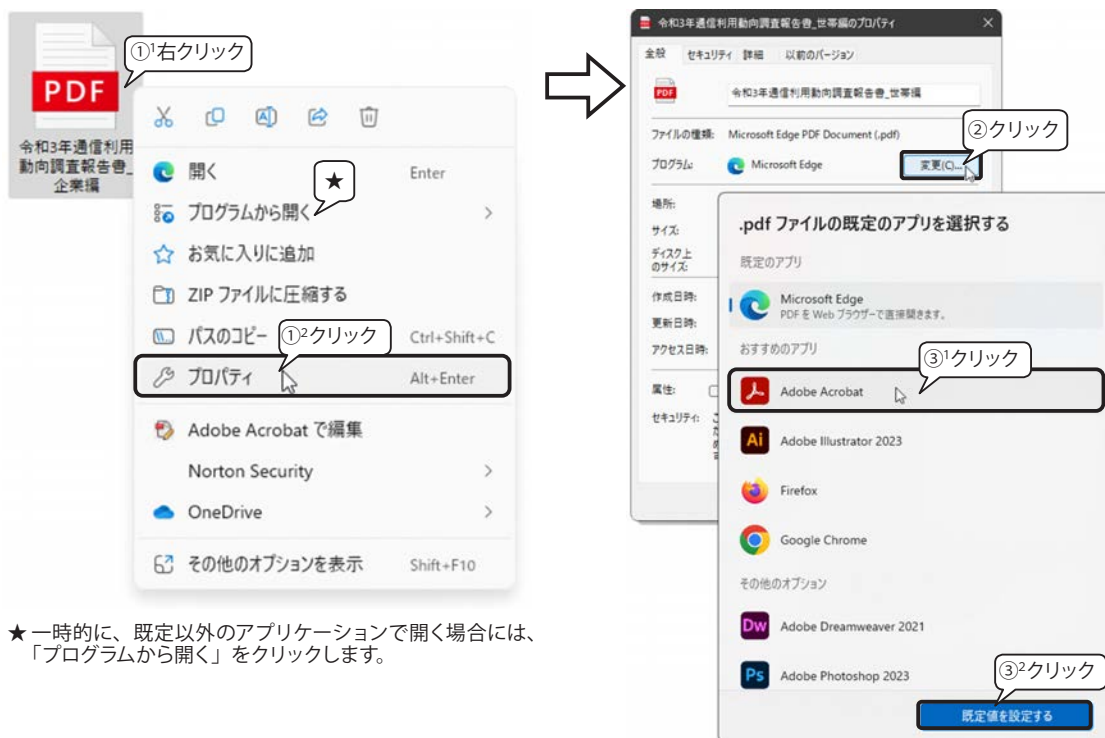 ①¹右クリック
PDF
令和3年通信利用
動向調査報告書_
企業編
開く Enter
★
プログラムから開く
お気に入りに追加
ZIP ファイルに圧縮する
パスのコピー Ctrl+Shift+C
①²クリック
プロパティ Alt+Enter
Adobe Acrobat で編集
Norton Security
OneDrive
その他のオプションを表示 Shift+F10
★ 一時的に、既定以外のアプリケーションで開く場合には、
「プログラムから開く」をクリックします。
令和3年通信利用動向調査報告書_世帯編のプロパティ
全般 セキュリティ 詳細 以前のバージョン
PDF
令和3年通信利用動向調査報告書_世帯編
ファイルの種類: Microsoft Edge PDF Document (.pdf)
②クリック
プログラム: Microsoft Edge 変更(C)...
場所:
サイズ:
ディスク上
のサイズ:
作成日時:
更新日時:
アクセス日時:
属性:
セキュリティ:
.pdf ファイルの既定のアプリを選択する
既定のアプリ
Microsoft Edge
PDF を Web ブラウザーで直接開きます。
おすすめのアプリ
③¹クリック
Adobe Acrobat
Ai Adobe Illustrator 2023
Firefox
Google Chrome
その他のオプション
Dw Adobe Dreamweaver 2021
Ps Adobe Photoshop 2023
③²クリック
既定値を設定する